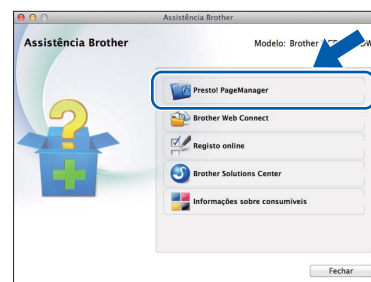 Assistência Brother
Assistência Brother
Modelo: Brother
Presto! PageManager
Brother Web Connect
Registo online
Brother Solutions Center
Informações sobre consumíveis
Fechar